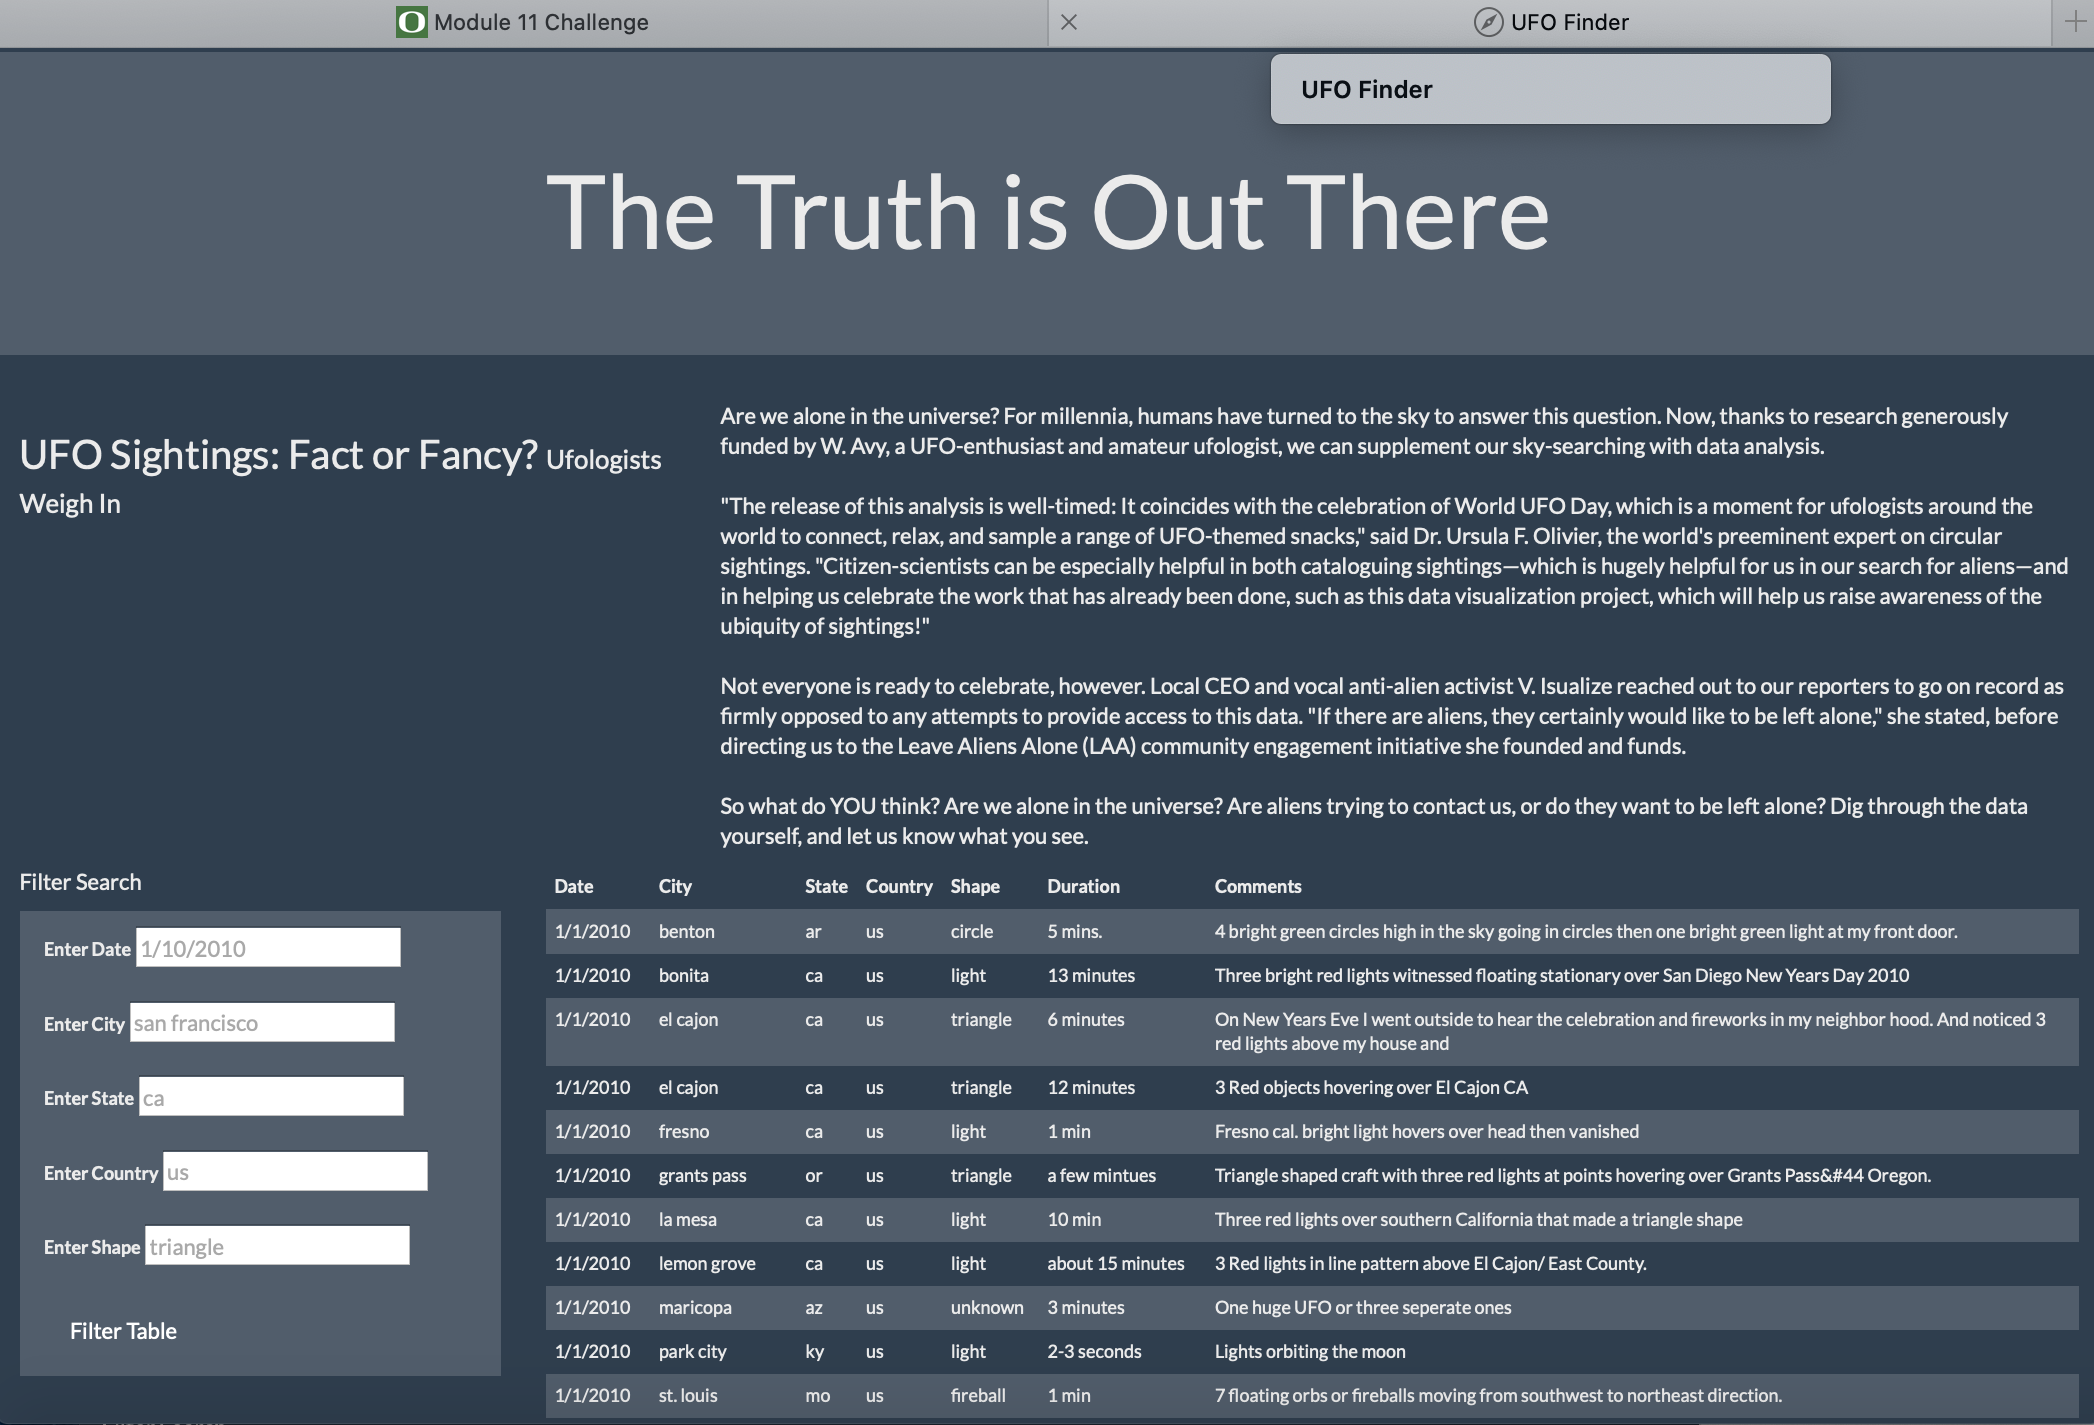 Module 11 Challenge
UFO Finder
UFO Finder
The Truth is Out There
UFO Sightings: Fact or Fancy? Ufologists
Weigh In
Are we alone in the universe? For millennia, humans have turned to the sky to answer this question. Now, thanks to research generously
funded by W. Avy, a UFO-enthusiast and amateur ufologist, we can supplement our sky-searching with data analysis.
"The release of this analysis is well-timed: It coincides with the celebration of World UFO Day, which is a moment for ufologists around the
world to connect, relax, and sample a range of UFO-themed snacks," said Dr. Ursula F. Olivier, the world's preeminent expert on circular
sightings. "Citizen-scientists can be especially helpful in both cataloguing sightings—which is hugely helpful for us in our search for aliens—and
in helping us celebrate the work that has already been done, such as this data visualization project, which will help us raise awareness of the
ubiquity of sightings!"
Not everyone is ready to celebrate, however. Local CEO and vocal anti-alien activist V. Isualize reached out to our reporters to go on record as
firmly opposed to any attempts to provide access to this data. "If there are aliens, they certainly would like to be left alone," she stated, before
directing us to the Leave Aliens Alone (LAA) community engagement initiative she founded and funds.
So what do YOU think? Are we alone in the universe? Are aliens trying to contact us, or do they want to be left alone? Dig through the data
yourself, and let us know what you see.
Filter Search
Enter Date 1/10/2010
Enter City san francisco
Enter State ca
Enter Country us
Enter Shape triangle
Filter Table
Date City State Country Shape Duration Comments
1/1/2010 benton ar us circle 5 mins. 4 bright green circles high in the sky going in circles then one bright green light at my front door.
1/1/2010 bonita ca us light 13 minutes Three bright red lights witnessed floating stationary over San Diego New Years Day 2010
1/1/2010 el cajon ca us triangle 6 minutes On New Years Eve I went outside to hear the celebration and fireworks in my neighbor hood. And noticed 3
red lights above my house and
1/1/2010 el cajon ca us triangle 12 minutes 3 Red objects hovering over El Cajon CA
1/1/2010 fresno ca us light 1 min Fresno cal. bright light hovers over head then vanished
1/1/2010 grants pass or us triangle a few mintues Triangle shaped craft with three red lights at points hovering over Grants Pass&#44 Oregon.
1/1/2010 la mesa ca us light 10 min Three red lights over southern California that made a triangle shape
1/1/2010 lemon grove ca us light about 15 minutes 3 Red lights in line pattern above El Cajon/ East County.
1/1/2010 maricopa az us unknown 3 minutes One huge UFO or three seperate ones
1/1/2010 park city ky us light 2-3 seconds Lights orbiting the moon
1/1/2010 st. louis mo us fireball 1 min 7 floating orbs or fireballs moving from southwest to northeast direction.